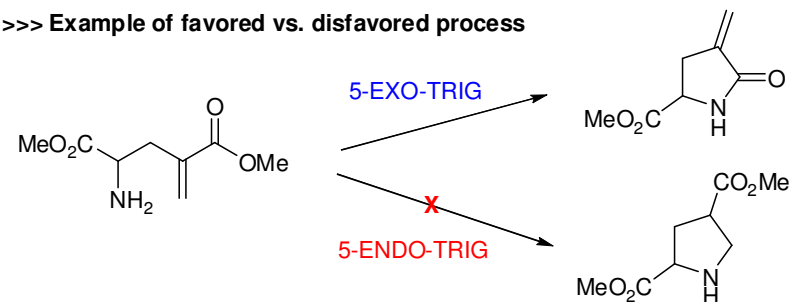 >>> Example of favored vs. disfavored process
5-EXO-TRIG
O
MeO2C
N
H
O
MeO2C
OMe
NH2
X
5-ENDO-TRIG
CO2Me
MeO2C
N
H